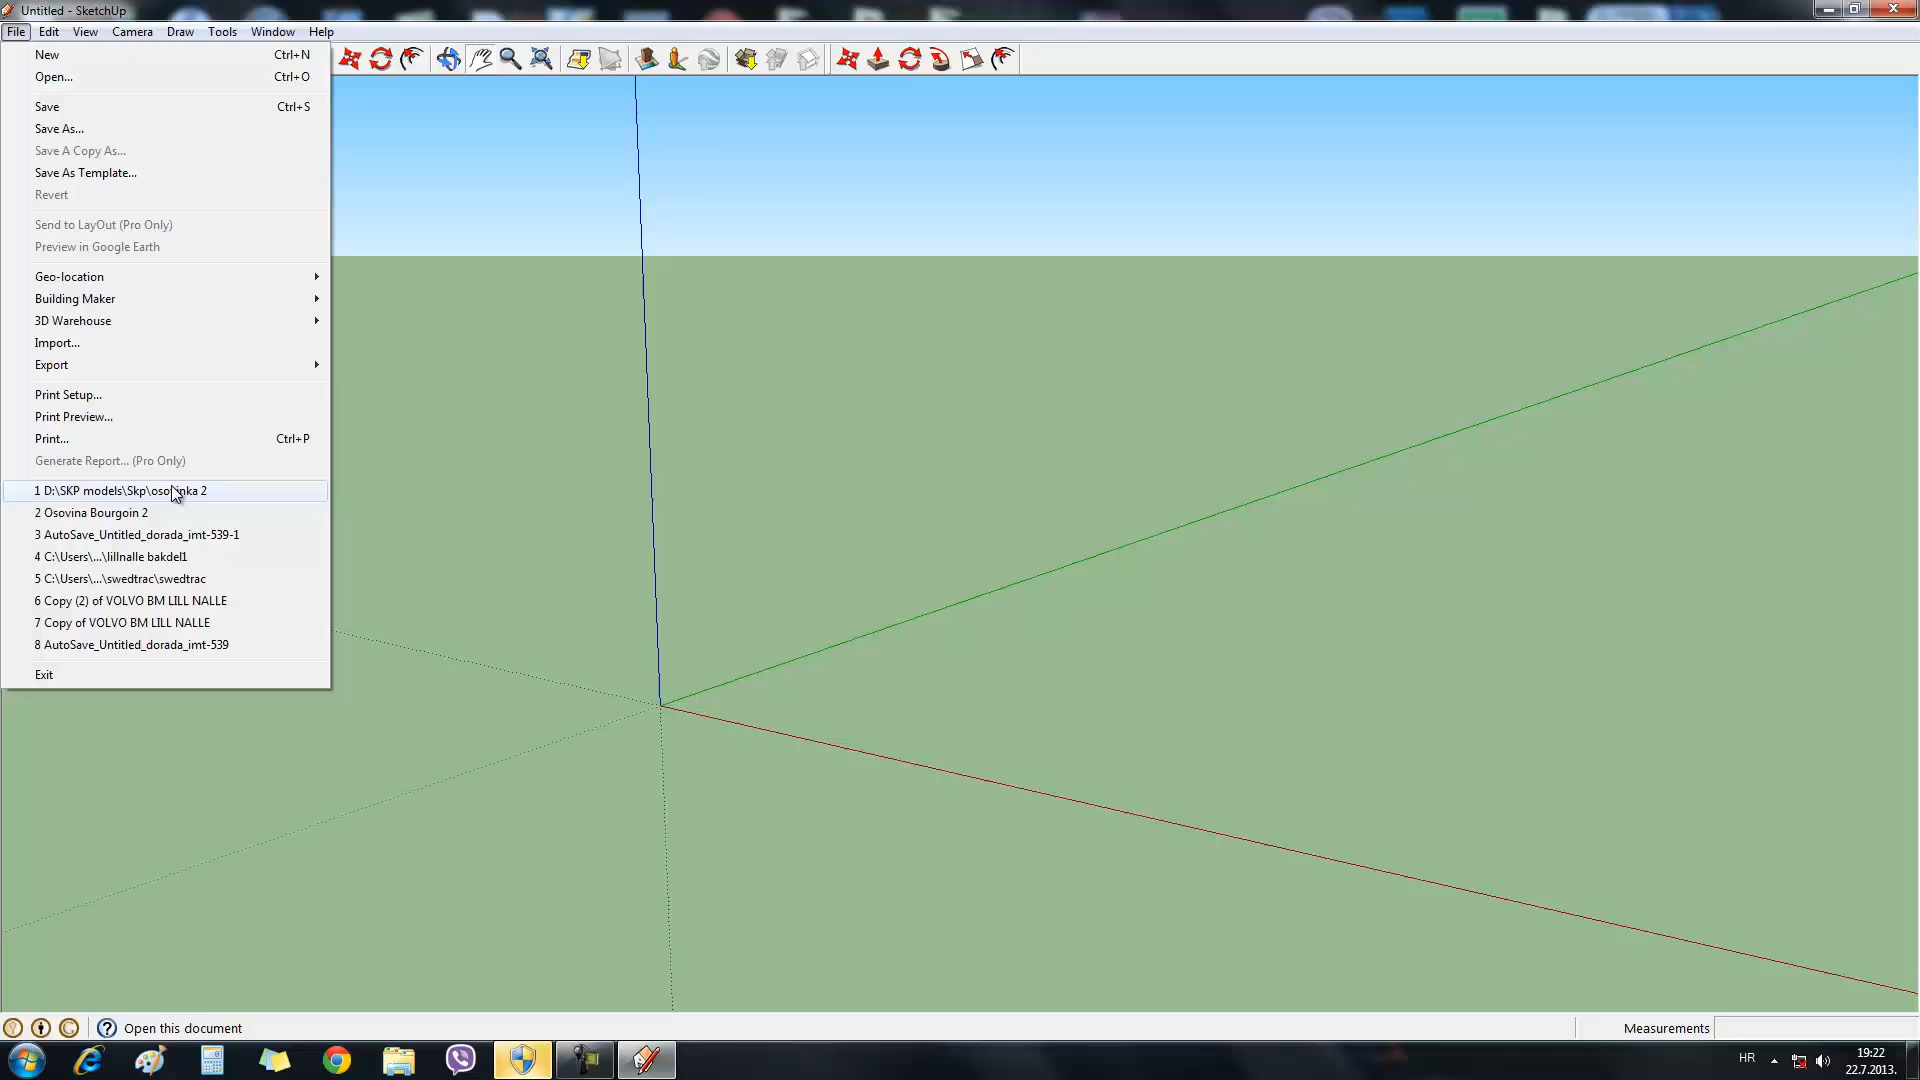 Untitled - SketchUp
File Edit View Camera Draw Tools Window Help
New Ctrl+N
Open... Ctrl+O
Save Ctrl+S
Save As...
Save A Copy As...
Save As Template...
Revert
Send to LayOut (Pro Only)
Preview in Google Earth
Geo-location
Building Maker
3D Warehouse
Import...
Export
Print Setup...
Print Preview...
Print... Ctrl+P
Generate Report... (Pro Only)
1 D:\SKP models\Skp\ 2
2 Osovina Bourgoin 2
3 AutoSave_Untitled_dorada_imt-539-1
4 C:\Users\...\lillnalle bakdel1
5 C:\Users\...\swedtrac\swedtrac
6 Copy (2) of VOLVO BM LILL NALLE
7 Copy of VOLVO BM LILL NALLE
8 AutoSave_Untitled_dorada_imt-539
Exit
Open this document
Measurements
HR
19:22
22.7.2013.